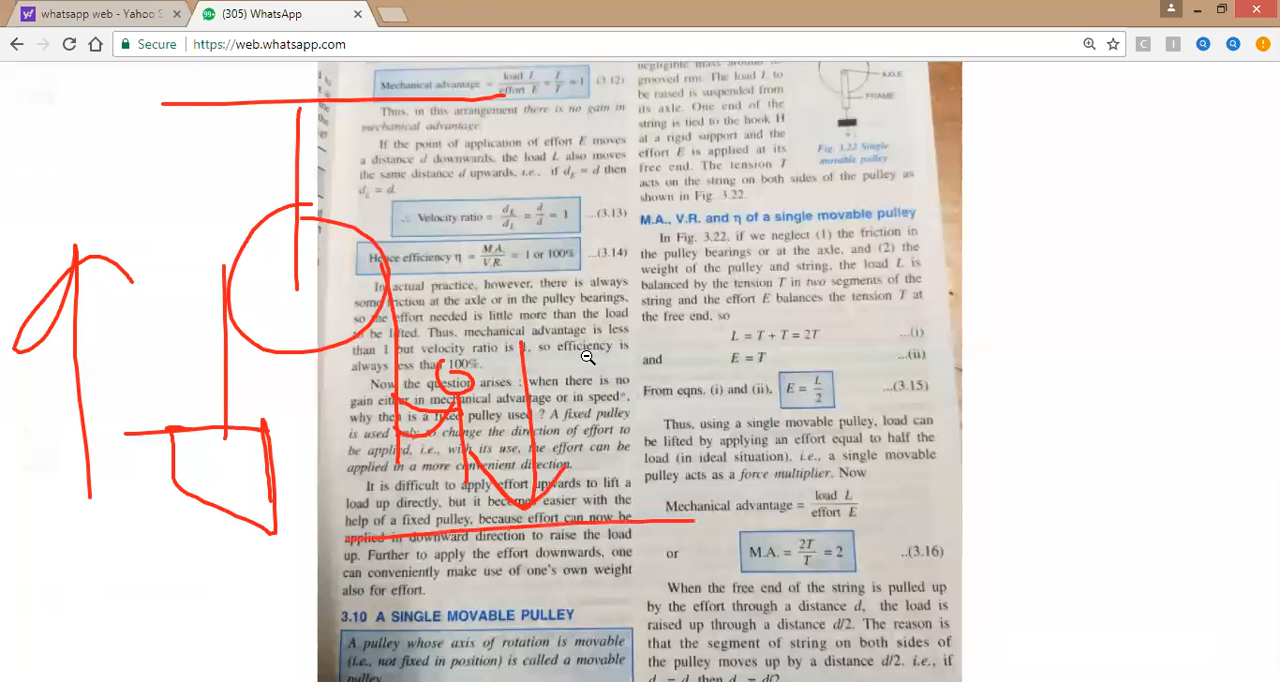 whatsapp web - Yahoo S
(305) WhatsApp
Secure
https://web.whatsapp.com
Mechanical advantage = load L / effort E = T / T = 1 (3.12)
Thus, in this arrangement there is no gain in
mechanical advantage.
If the point of application of effort E moves
a distance d downwards, the load L also moves
the same distance d upwards, i.e., if d_E = d then
d_L = d.
∴ Velocity ratio = d_E / d_L = d / d = 1 ...(3.13)
Hence efficiency η = M.A. / V.R. = 1 or 100% ...(3.14)
In actual practice, however, there is always
some friction at the axle or in the pulley bearings,
so the effort needed is little more than the load
to be lifted. Thus, mechanical advantage is less
than 1 but velocity ratio is 1, so efficiency is
always less than 100%.
Now the question arises : when there is no
gain either in mechanical advantage or in speed*,
why then is a fixed pulley used ? A fixed pulley
is used only to change the direction of effort to
be applied, i.e., with its use, the effort can be
applied in a more convenient direction.
It is difficult to apply effort upwards to lift a
load up directly, but it becomes easier with the
help of a fixed pulley, because effort can now be
applied in downward direction to raise the load
up. Further to apply the effort downwards, one
can conveniently make use of one's own weight
also for effort.
3.10 A SINGLE MOVABLE PULLEY
A pulley whose axis of rotation is movable
(i.e., not fixed in position) is called a movable
pulley
negligible mass around
grooved rim. The load L to
be raised is suspended from
its axle. One end of the
string is tied to the hook H
at a rigid support and the
effort E is applied at its
free end. The tension T
acts on the string on both sides of the pulley as
shown in Fig. 3.22.
AXLE
FRAME
Fig. 3.22 Single
movable pulley
M.A., V.R. and η of a single movable pulley
In Fig. 3.22, if we neglect (1) the friction in
the pulley bearings or at the axle, and (2) the
weight of the pulley and string, the load L is
balanced by the tension T in two segments of the
string and the effort E balances the tension T at
the free end, so
L = T + T = 2T ...(i)
and E = T ...(ii)
From eqns. (i) and (ii), E = L / 2 ...(3.15)
Thus, using a single movable pulley, load can
be lifted by applying an effort equal to half the
load (in ideal situation), i.e., a single movable
pulley acts as a force multiplier. Now
Mechanical advantage = load L / effort E
or M.A. = 2T / T = 2 ..(3.16)
When the free end of the string is pulled up
by the effort through a distance d, the load is
raised up through a distance d/2. The reason is
that the segment of string on both sides of
the pulley moves up by a distance d/2. i.e., if